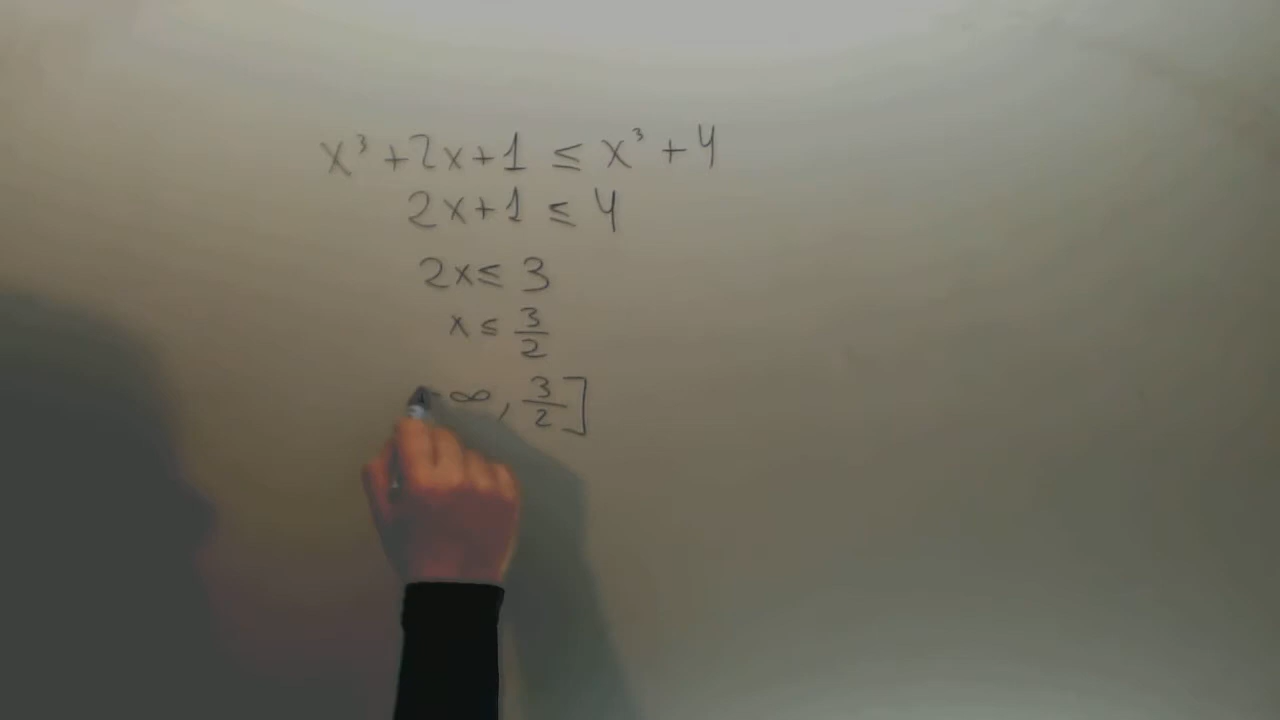 x³+2x+1 ≤ x³+4
2x+1 ≤ 4
2x ≤ 3
x ≤ 3/2
-∞, 3/2]